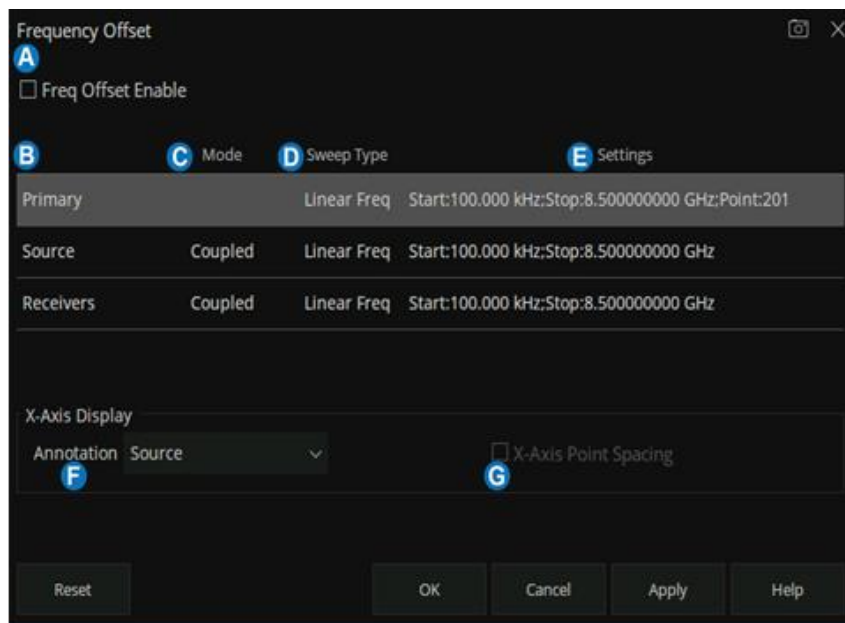 Frequency Offset
A
Freq Offset Enable
B C Mode D Sweep Type E Settings
Primary Linear Freq Start:100.000 kHz;Stop:8.500000000 GHz;Point:201
Source Coupled Linear Freq Start:100.000 kHz;Stop:8.500000000 GHz
Receivers Coupled Linear Freq Start:100.000 kHz;Stop:8.500000000 GHz
X-Axis Display
Annotation Source X-Axis Point Spacing
F G
Reset OK Cancel Apply Help